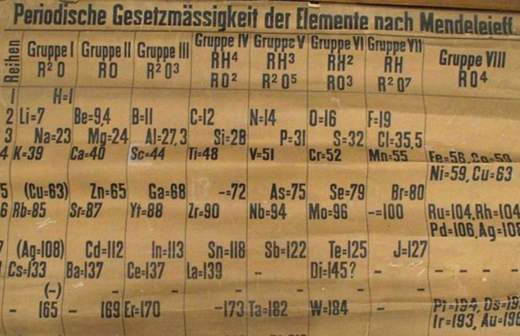 Periodische Gesetzmässigkeit der Elemente nach Mendelejeff.
Reihen Gruppe I Gruppe II Gruppe III Gruppe IV Gruppe V Gruppe VI Gruppe VII Gruppe VIII
RH⁴ RH³ RH² RH
R²O RO R²O³ RO² R²O⁵ RO³ R²O⁷ RO⁴
1 H=1
2 Li=7 Be=9,4 B=11 C=12 N=14 O=16 F=19
3 Na=23 Mg=24 Al=27,3 Si=28 P=31 S=32 Cl=35,5
4 K=39 Ca=40 Sc=44 Ti=48 V=51 Cr=52 Mn=55 Fe=56, Co=59
Ni=59, Cu=63
5 (Cu=63) Zn=65 Ga=68 -=72 As=75 Se=79 Br=80
6 Rb=85 Sr=87 Yt=88 Zr=90 Nb=94 Mo=96 -=100 Ru=104, Rh=104
Pd=106, Ag=108
7 (Ag=108) Cd=112 In=113 Sn=118 Sb=122 Te=125 J=127
Cs=133 Ba=137 Ce=137 La=139 - Di=145? - -
(-) - - - - - -
- 165 - 169 Er=170 -173 Ta=182 W=184 - Pt=194, Os=19
Ir=193, Au=19